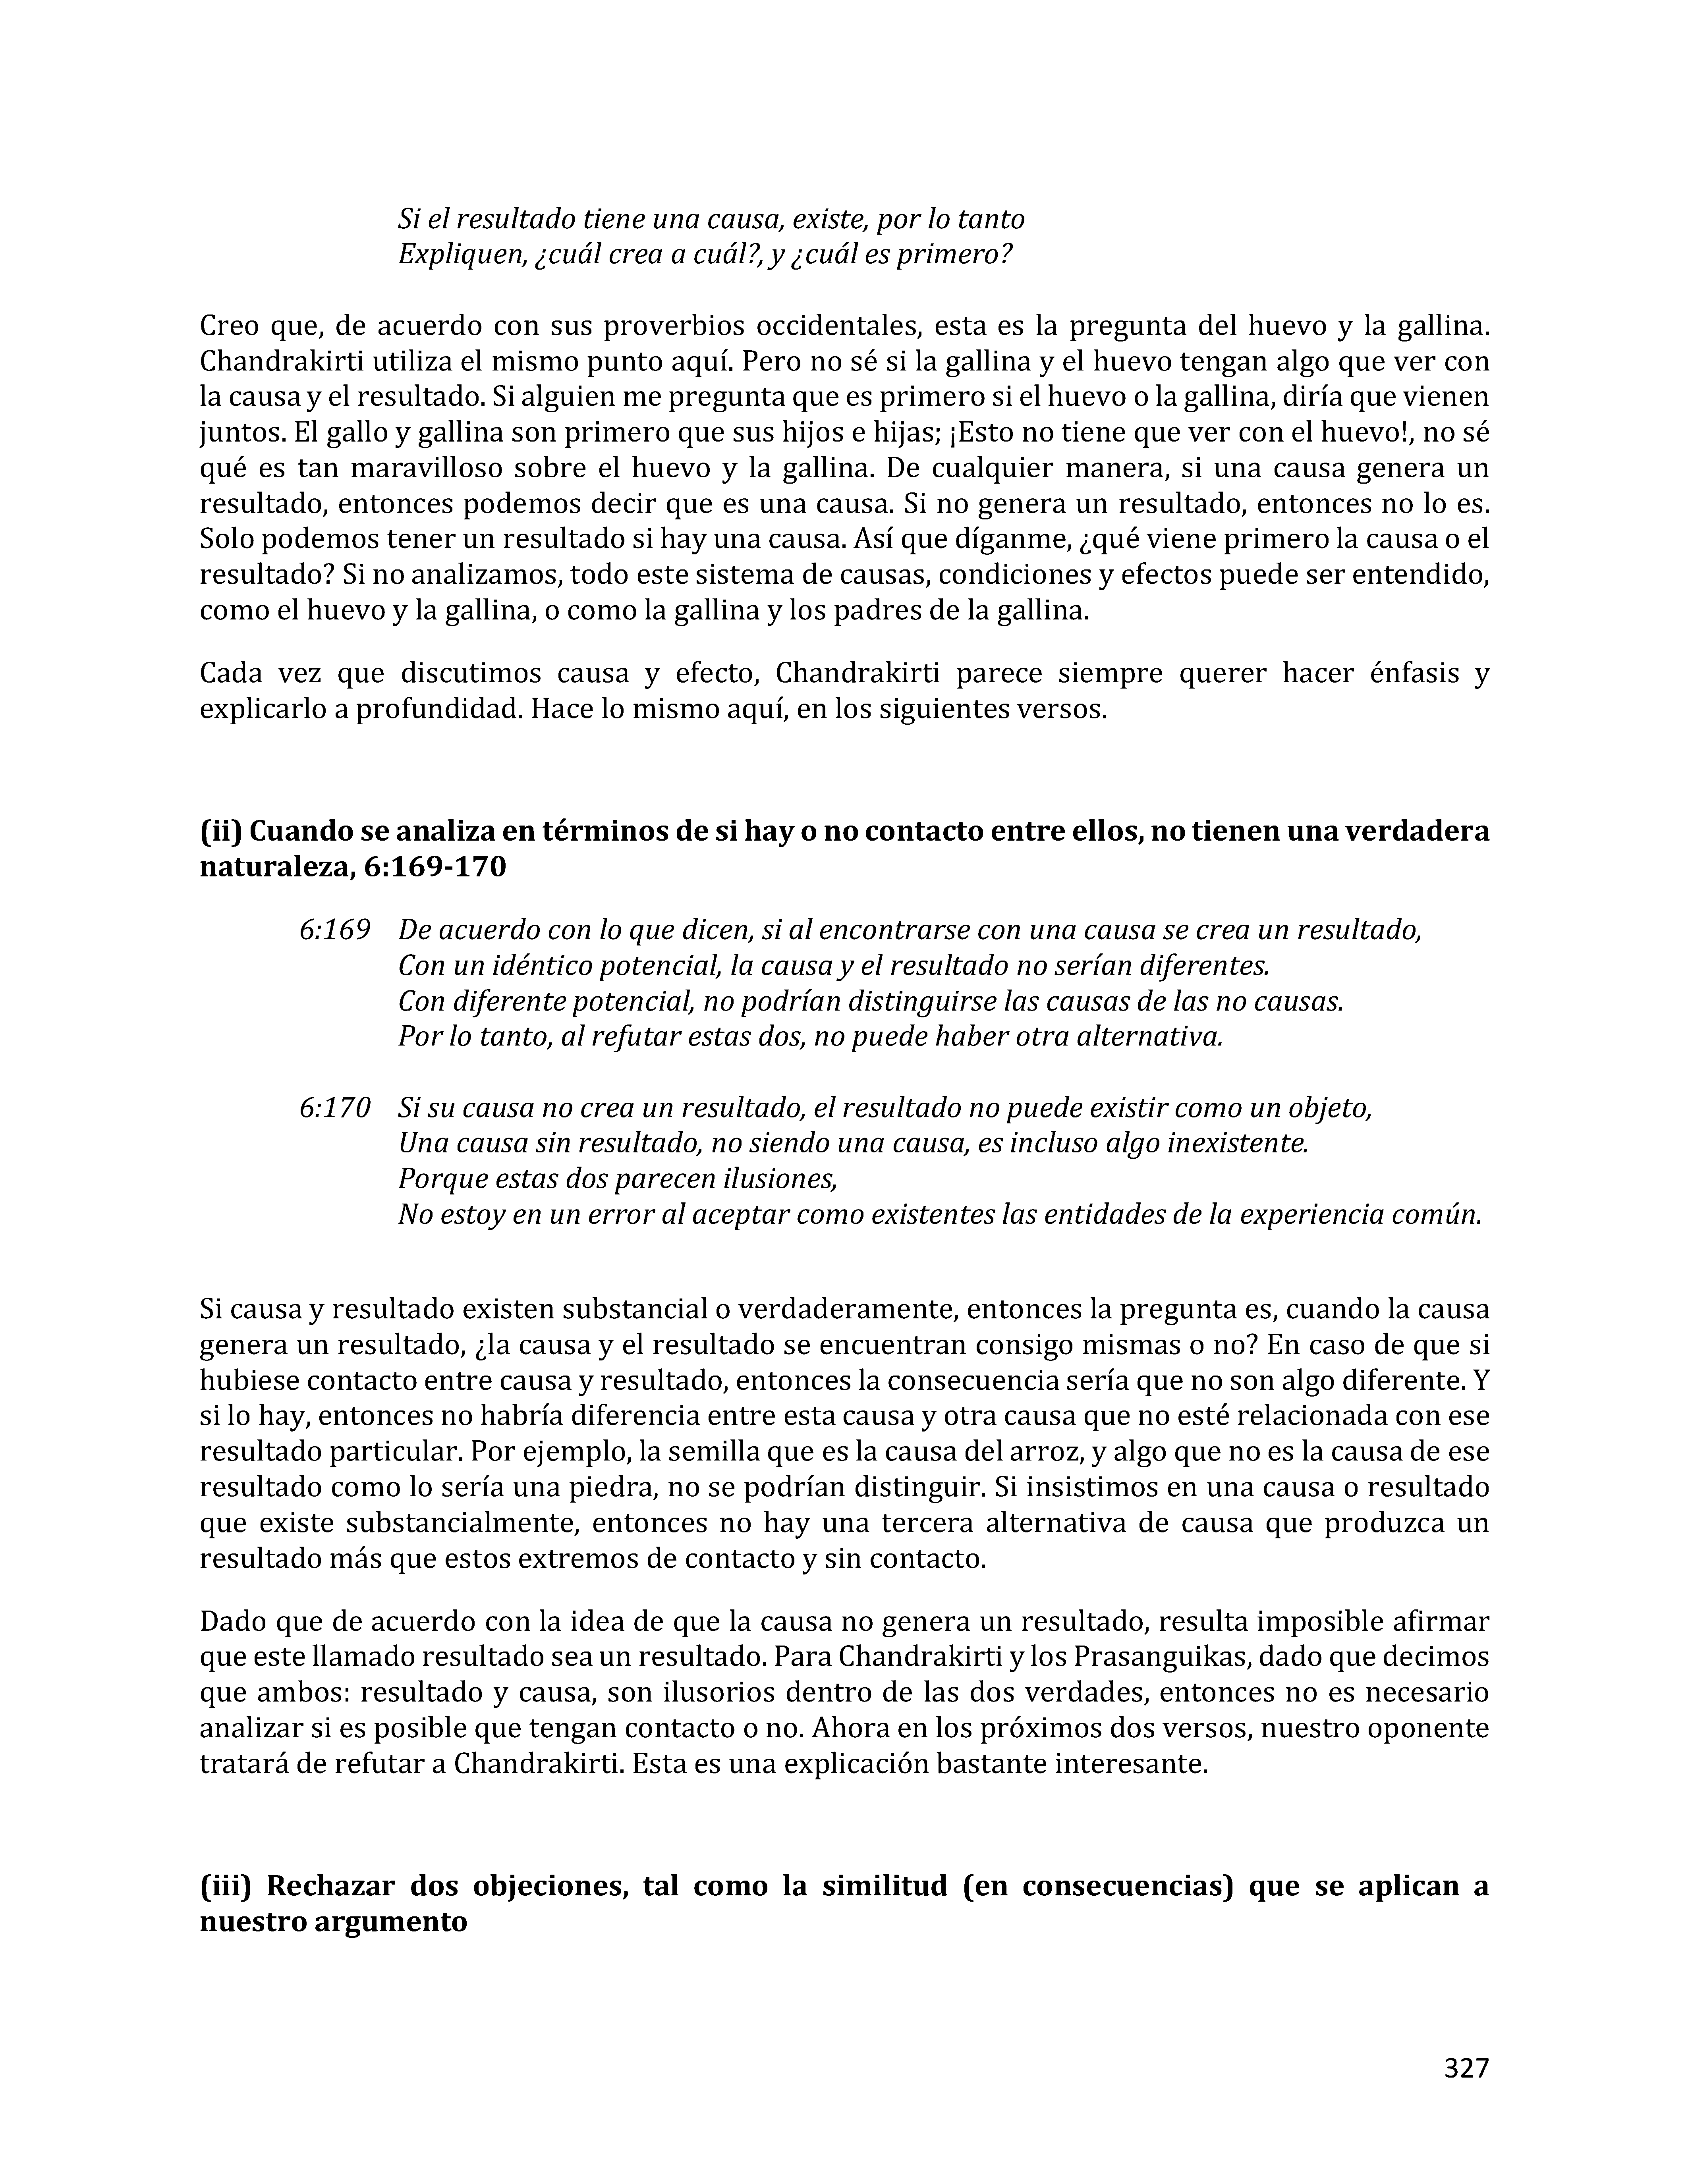 Si el resultado tiene una causa, existe, por lo tanto
Expliquen, ¿cuál crea a cuál?, y ¿cuál es primero?
Creo que, de acuerdo con sus proverbios occidentales, esta es la pregunta del huevo y la gallina.
Chandrakirti utiliza el mismo punto aquí. Pero no sé si la gallina y el huevo tengan algo que ver con
la causa y el resultado. Si alguien me pregunta que es primero si el huevo o la gallina, diría que vienen
juntos. El gallo y gallina son primero que sus hijos e hijas; ¡Esto no tiene que ver con el huevo!, no sé
qué es tan maravilloso sobre el huevo y la gallina. De cualquier manera, si una causa genera un
resultado, entonces podemos decir que es una causa. Si no genera un resultado, entonces no lo es.
Solo podemos tener un resultado si hay una causa. Así que díganme, ¿qué viene primero la causa o el
resultado? Si no analizamos, todo este sistema de causas, condiciones y efectos puede ser entendido,
como el huevo y la gallina, o como la gallina y los padres de la gallina.
Cada vez que discutimos causa y efecto, Chandrakirti parece siempre querer hacer énfasis y
explicarlo a profundidad. Hace lo mismo aquí, en los siguientes versos.
(ii) Cuando se analiza en términos de si hay o no contacto entre ellos, no tienen una verdadera
naturaleza, 6:169-170
6:169 De acuerdo con lo que dicen, si al encontrarse con una causa se crea un resultado,
Con un idéntico potencial, la causa y el resultado no serían diferentes.
Con diferente potencial, no podrían distinguirse las causas de las no causas.
Por lo tanto, al refutar estas dos, no puede haber otra alternativa.
6:170 Si su causa no crea un resultado, el resultado no puede existir como un objeto,
Una causa sin resultado, no siendo una causa, es incluso algo inexistente.
Porque estas dos parecen ilusiones,
No estoy en un error al aceptar como existentes las entidades de la experiencia común.
Si causa y resultado existen substancial o verdaderamente, entonces la pregunta es, cuando la causa
genera un resultado, ¿la causa y el resultado se encuentran consigo mismas o no? En caso de que si
hubiese contacto entre causa y resultado, entonces la consecuencia sería que no son algo diferente. Y
si lo hay, entonces no habría diferencia entre esta causa y otra causa que no esté relacionada con ese
resultado particular. Por ejemplo, la semilla que es la causa del arroz, y algo que no es la causa de ese
resultado como lo sería una piedra, no se podrían distinguir. Si insistimos en una causa o resultado
que existe substancialmente, entonces no hay una tercera alternativa de causa que produzca un
resultado más que estos extremos de contacto y sin contacto.
Dado que de acuerdo con la idea de que la causa no genera un resultado, resulta imposible afirmar
que este llamado resultado sea un resultado. Para Chandrakirti y los Prasanguikas, dado que decimos
que ambos: resultado y causa, son ilusorios dentro de las dos verdades, entonces no es necesario
analizar si es posible que tengan contacto o no. Ahora en los próximos dos versos, nuestro oponente
tratará de refutar a Chandrakirti. Esta es una explicación bastante interesante.
(iii) Rechazar dos objeciones, tal como la similitud (en consecuencias) que se aplican a
nuestro argumento
327